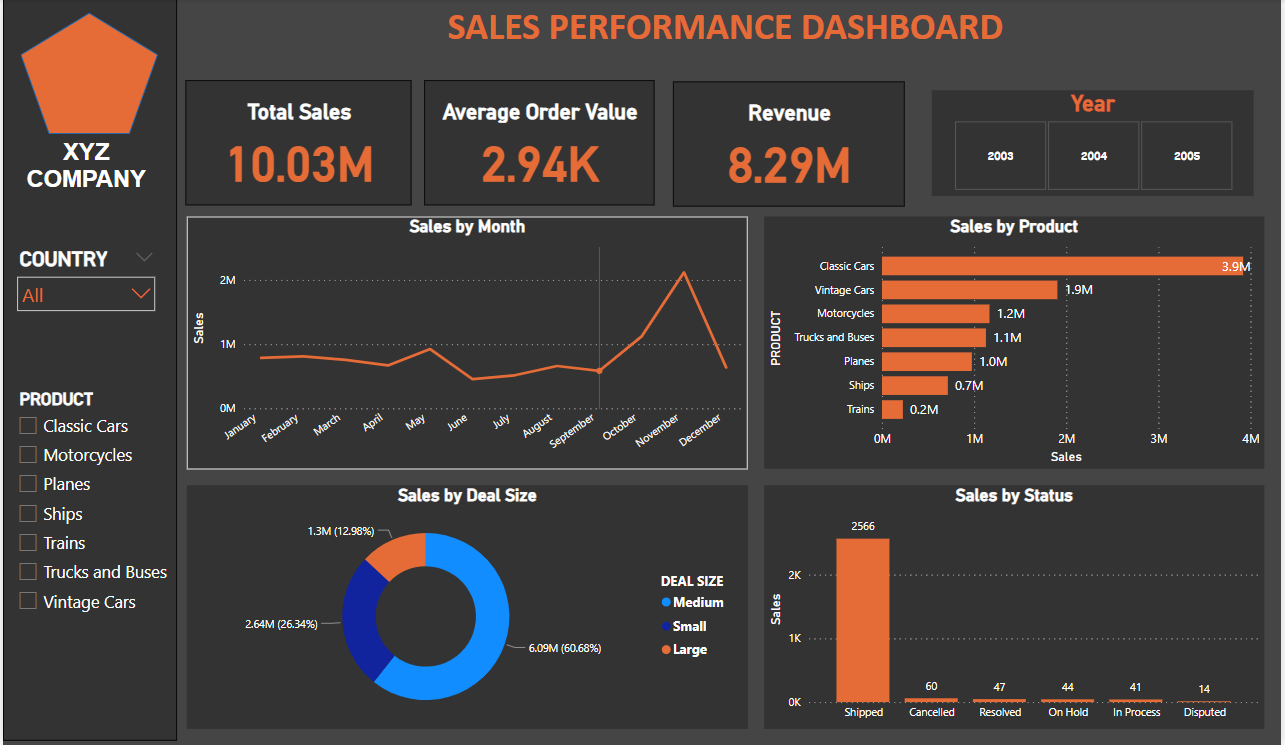 SALES PERFORMANCE DASHBOARD
XYZ
COMPANY
COUNTRY
All
PRODUCT
Classic Cars
Motorcycles
Planes
Ships
Trains
Trucks and Buses
Vintage Cars
Total Sales
10.03M
Average Order Value
2.94K
Revenue
8.29M
Year
2003 2004 2005
Sales by Month
Sales
2M
1M
0M
January February March April May June July August September October November December
Sales by Product
PRODUCT
Classic Cars 3.9M
Vintage Cars 1.9M
Motorcycles 1.2M
Trucks and Buses 1.1M
Planes 1.0M
Ships 0.7M
Trains 0.2M
0M 1M 2M 3M 4M
Sales
Sales by Deal Size
1.3M (12.98%)
2.64M (26.34%)
6.09M (60.68%)
DEAL SIZE
Medium
Small
Large
Sales by Status
Sales
2K
1K
0K
2566 60 47 44 41 14
Shipped Cancelled Resolved On Hold In Process Disputed